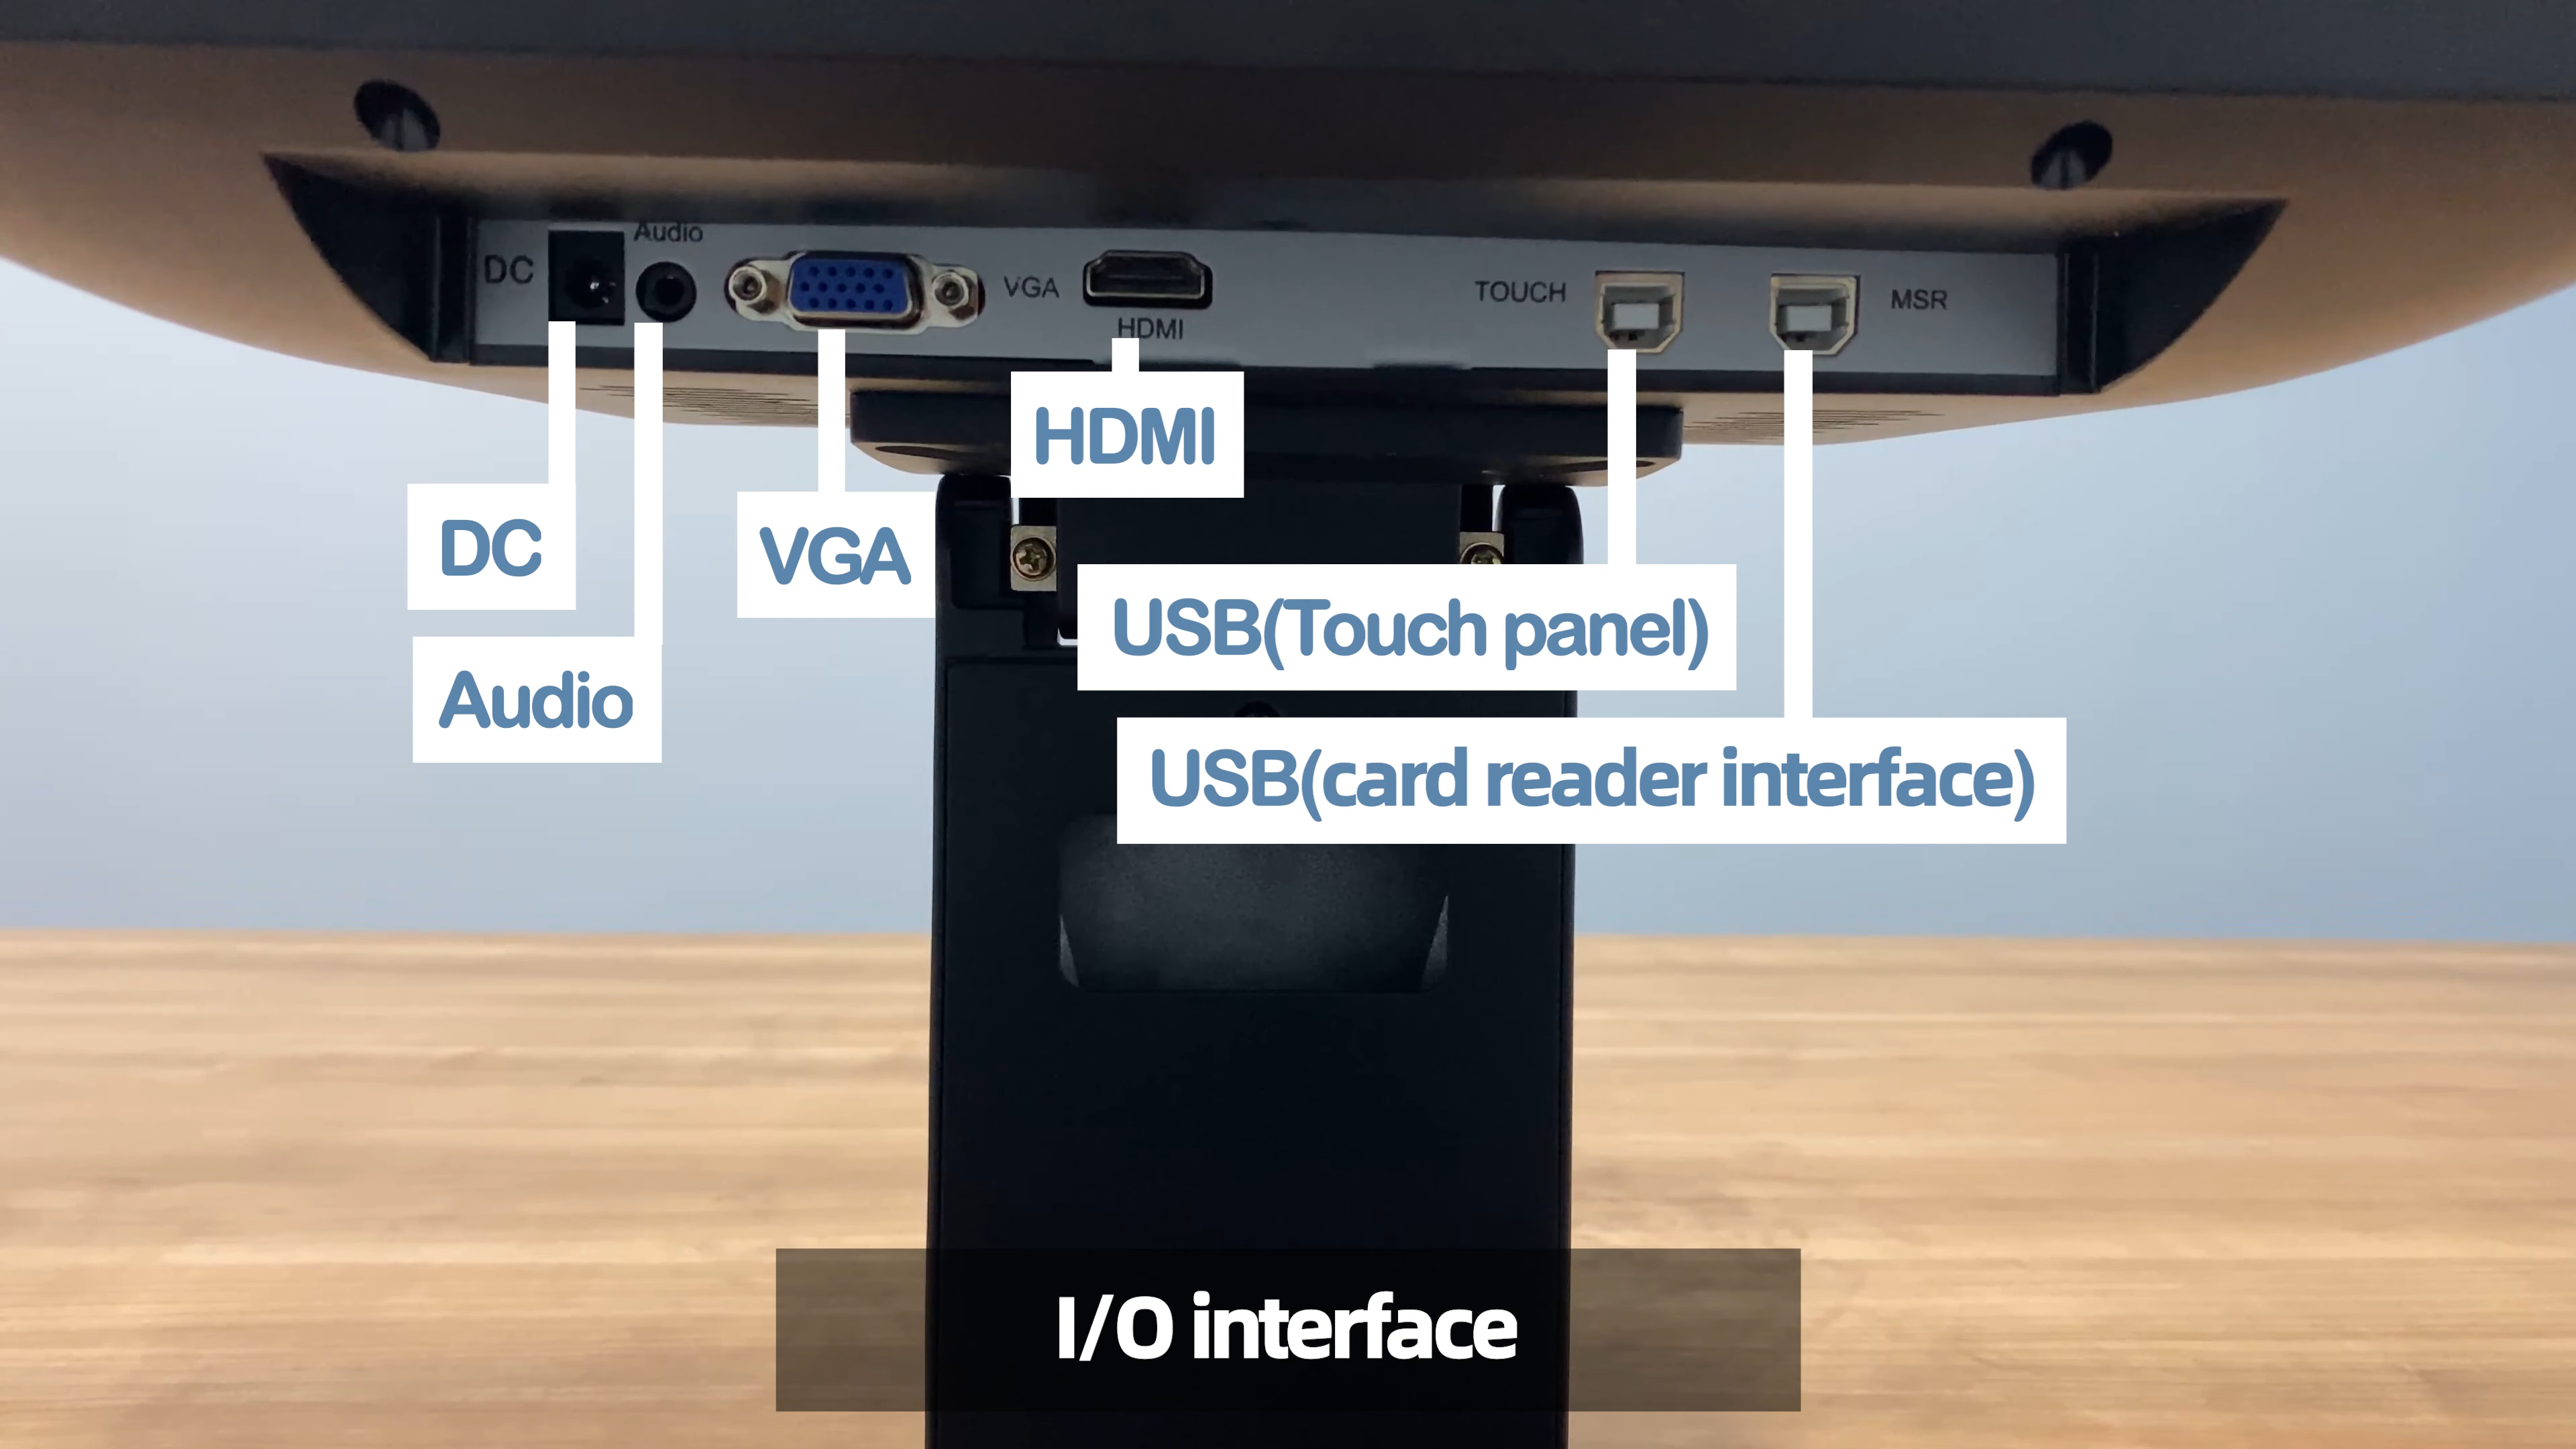 Audio
DC
VGA
HDMI
TOUCH
MSR
HDMI
DC
VGA
USB(Touch panel)
Audio
USB(card reader interface)
I/O interface